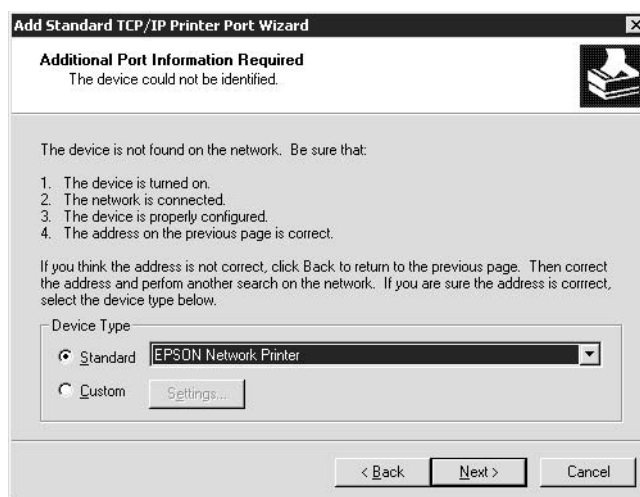 Add Standard TCP/IP Printer Port Wizard
Additional Port Information Required
The device could not be identified.
The device is not found on the network. Be sure that:
1. The device is turned on.
2. The network is connected.
3. The device is properly configured.
4. The address on the previous page is correct.
If you think the address is not correct, click Back to return to the previous page. Then correct
the address and perfom another search on the network. If you are sure the address is corrrect,
select the device type below.
Device Type
Standard EPSON Network Printer
Custom Settings...
< Back Next > Cancel